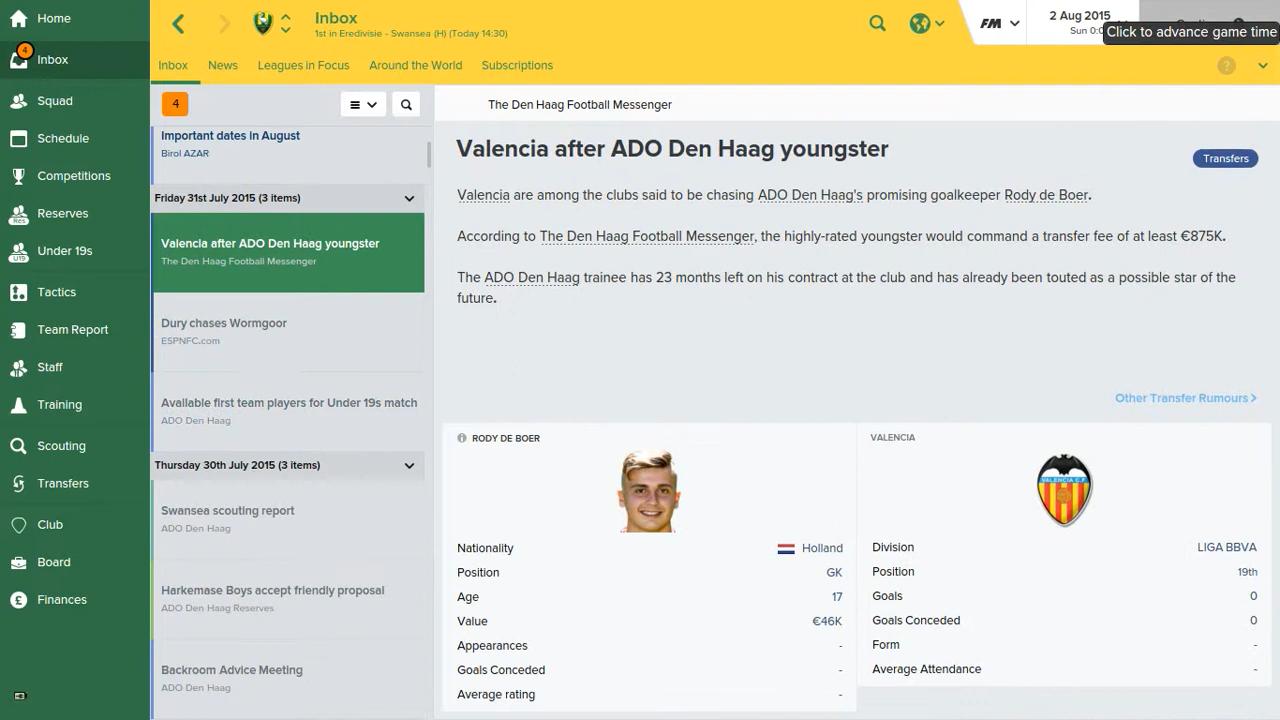 Home
4
Inbox
Squad
Schedule
Competitions
Reserves
Under 19s
Tactics
Team Report
Staff
Training
Scouting
Transfers
Club
Board
Finances
Inbox
1st in Eredivisie - Swansea (H) (Today 14:30)
FM
2 Aug 2015
Sun 0:0
Click to advance game time
Inbox
News
Leagues in Focus
Around the World
Subscriptions
?
4
Important dates in August
Birol AZAR
Friday 31st July 2015 (3 items)
Valencia after ADO Den Haag youngster
The Den Haag Football Messenger
Dury chases Wormgoor
ESPNFC.com
Available first team players for Under 19s match
ADO Den Haag
Thursday 30th July 2015 (3 items)
Swansea scouting report
ADO Den Haag
Harkemase Boys accept friendly proposal
ADO Den Haag Reserves
Backroom Advice Meeting
ADO Den Haag
The Den Haag Football Messenger
Valencia after ADO Den Haag youngster
Transfers
Valencia are among the clubs said to be chasing ADO Den Haag's promising goalkeeper Rody de Boer.
According to The Den Haag Football Messenger, the highly-rated youngster would command a transfer fee of at least €875K.
The ADO Den Haag trainee has 23 months left on his contract at the club and has already been touted as a possible star of the
future.
Other Transfer Rumours
RODY DE BOER
Nationality Holland
Position GK
Age 17
Value €46K
Appearances -
Goals Conceded -
Average rating -
VALENCIA
VALENCIA C.F
Division LIGA BBVA
Position 19th
Goals 0
Goals Conceded 0
Form -
Average Attendance -